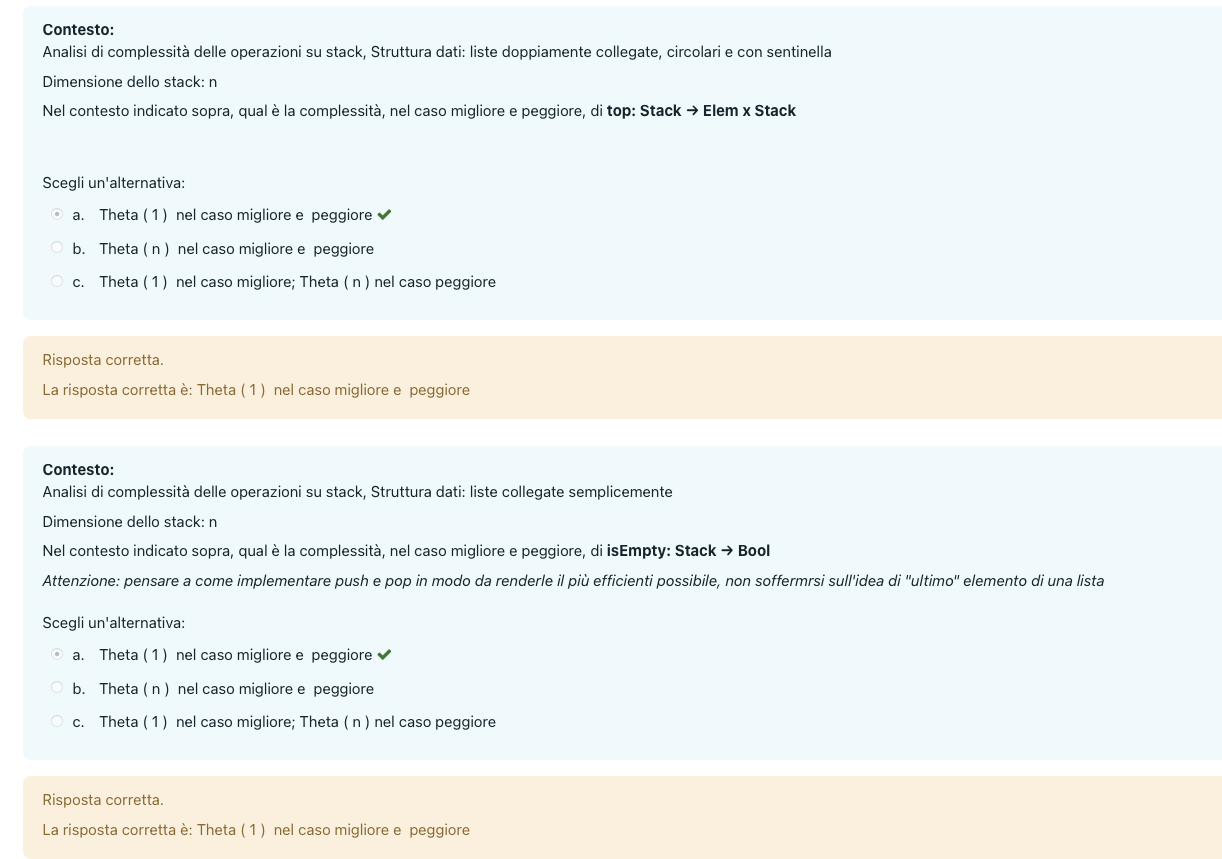 Contesto:
Analisi di complessità delle operazioni su stack, Struttura dati: liste doppiamente collegate, circolari e con sentinella
Dimensione dello stack: n
Nel contesto indicato sopra, qual è la complessità, nel caso migliore e peggiore, di top: Stack → Elem x Stack
Scegli un'alternativa:
a. Theta ( 1 ) nel caso migliore e peggiore ✔
b. Theta ( n ) nel caso migliore e peggiore
c. Theta ( 1 ) nel caso migliore; Theta ( n ) nel caso peggiore
Risposta corretta.
La risposta corretta è: Theta ( 1 ) nel caso migliore e peggiore
Contesto:
Analisi di complessità delle operazioni su stack, Struttura dati: liste collegate semplicemente
Dimensione dello stack: n
Nel contesto indicato sopra, qual è la complessità, nel caso migliore e peggiore, di isEmpty: Stack → Bool
Attenzione: pensare a come implementare push e pop in modo da renderle il più efficienti possibile, non soffermrsi sull'idea di "ultimo" elemento di una lista
Scegli un'alternativa:
a. Theta ( 1 ) nel caso migliore e peggiore ✔
b. Theta ( n ) nel caso migliore e peggiore
c. Theta ( 1 ) nel caso migliore; Theta ( n ) nel caso peggiore
Risposta corretta.
La risposta corretta è: Theta ( 1 ) nel caso migliore e peggiore